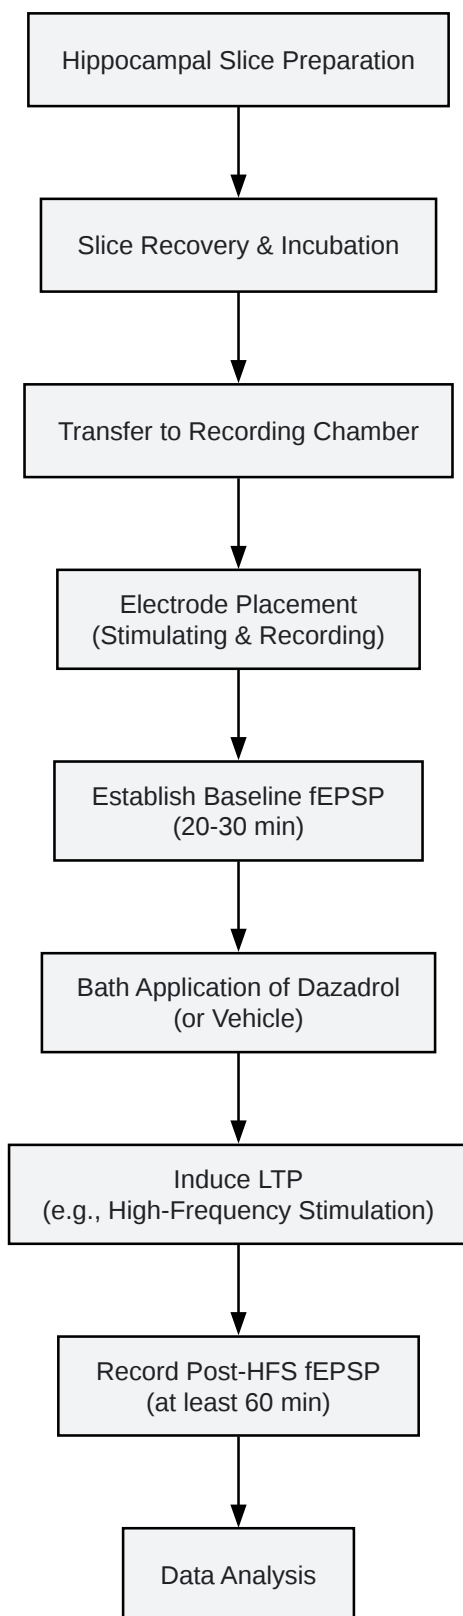 Hippocampal Slice Preparation
Slice Recovery & Incubation
Transfer to Recording Chamber
Electrode Placement
(Stimulating & Recording)
Establish Baseline fEPSP
(20-30 min)
Bath Application of Dazadrol
(or Vehicle)
Induce LTP
(e.g., High-Frequency Stimulation)
Record Post-HFS fEPSP
(at least 60 min)
Data Analysis